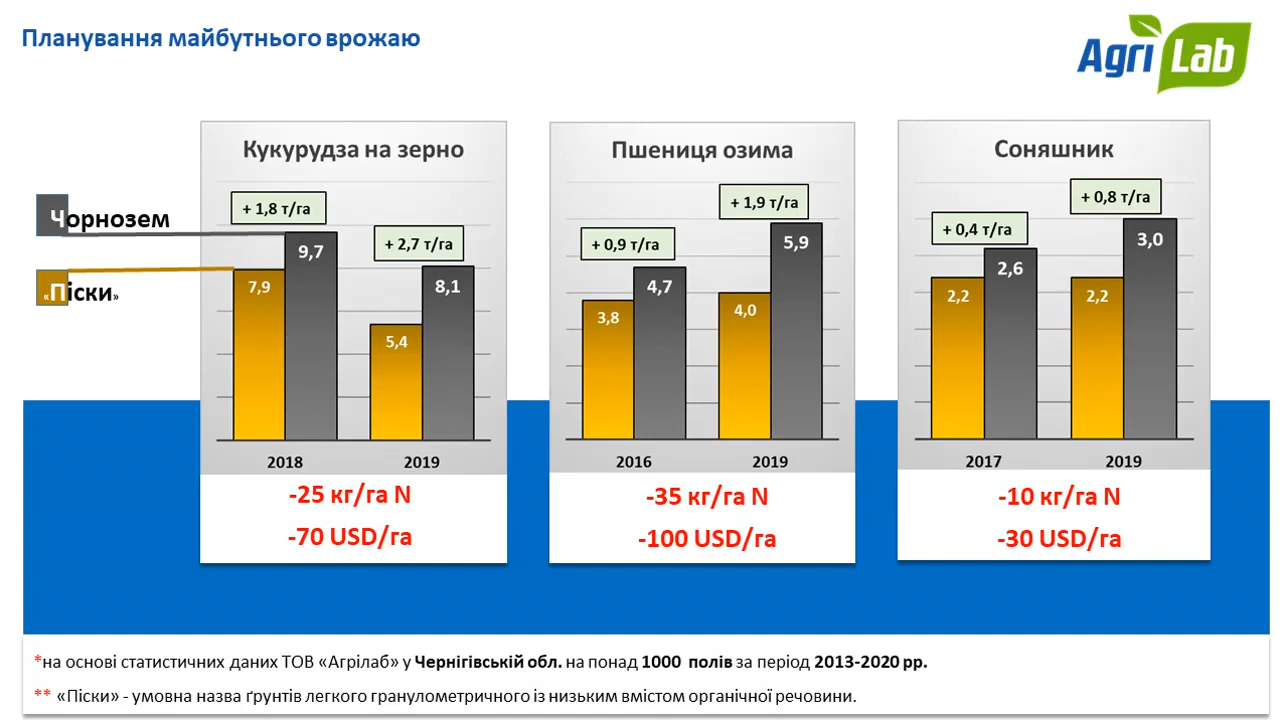 Планування майбутнього врожаю
Agri Lab
Чорнозем
«Піски»
Кукурудза на зерно
+ 1,8 т/га
+ 2,7 т/га
7,9
9,7
5,4
8,1
2018
2019
-25 кг/га N
-70 USD/га
Пшениця озима
+ 0,9 т/га
+ 1,9 т/га
3,8
4,7
4,0
5,9
2016
2019
-35 кг/га N
-100 USD/га
Соняшник
+ 0,4 т/га
+ 0,8 т/га
2,2
2,6
2,2
3,0
2017
2019
-10 кг/га N
-30 USD/га
*на основі статистичних даних ТОВ «Агрілаб» у Чернігівській обл. на понад 1000 полів за період 2013-2020 рр.
** «Піски» - умовна назва ґрунтів легкого гранулометричного із низьким вмістом органічної речовини.